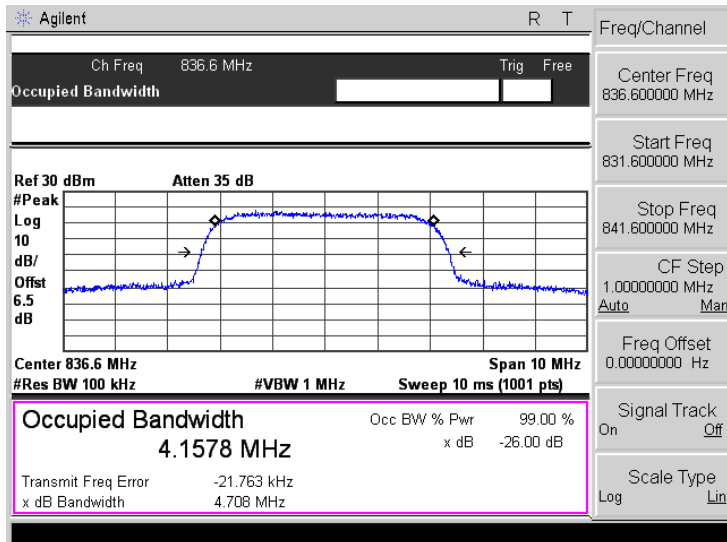 Agilent R T
Freq/Channel
Ch Freq 836.6 MHz Trig Free
Occupied Bandwidth
Center Freq
836.600000 MHz
Start Freq
831.600000 MHz
Stop Freq
841.600000 MHz
CF Step
1.00000000 MHz
Auto Man
Freq Offset
0.00000000 Hz
Signal Track
On Off
Scale Type
Log Lin
Ref 30 dBm Atten 35 dB
#Peak
Log
10
dB/
Offst
6.5
dB
Center 836.6 MHz Span 10 MHz
#Res BW 100 kHz #VBW 1 MHz Sweep 10 ms (1001 pts)
Occupied Bandwidth Occ BW % Pwr 99.00 %
4.1578 MHz x dB -26.00 dB
Transmit Freq Error -21.763 kHz
x dB Bandwidth 4.708 MHz